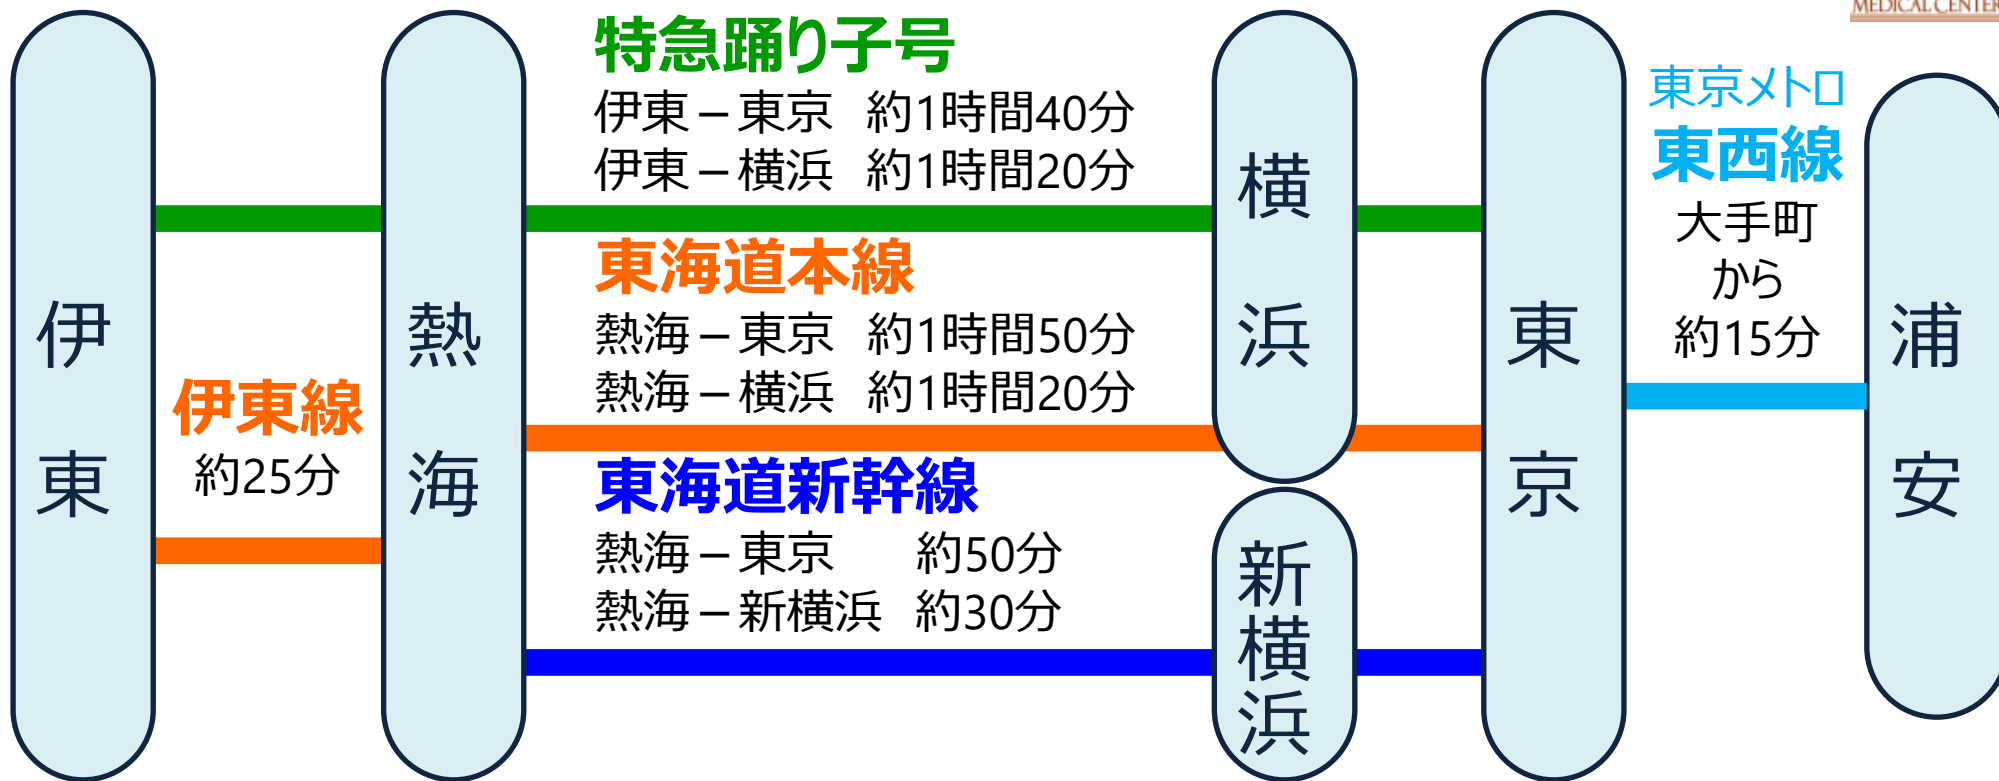 MEDICAL CENTER
伊東
伊東線
約25分
熱海
特急踊り子号
伊東－東京 約1時間40分
伊東－横浜 約1時間20分
東海道本線
熱海－東京 約1時間50分
熱海－横浜 約1時間20分
東海道新幹線
熱海－東京 約50分
熱海－新横浜 約30分
横浜
新横浜
東京
東京メトロ
東西線
大手町
から
約15分
浦安